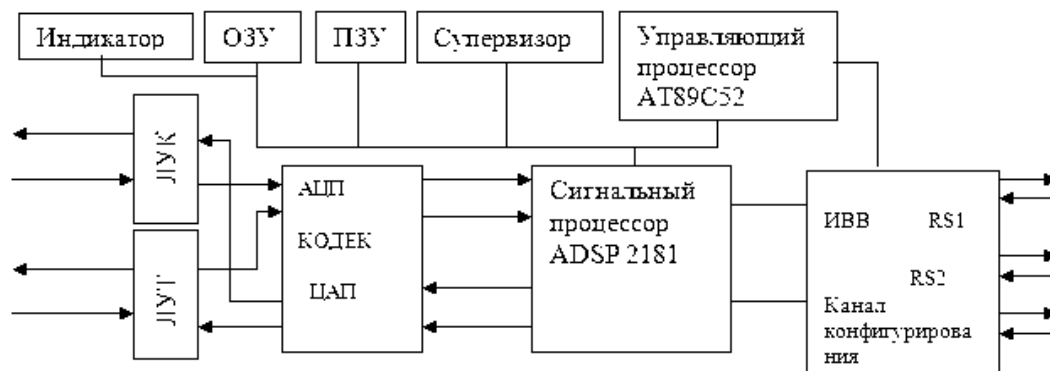 Индикатор
ОЗУ
ПЗУ
Супервизор
Управляющий
процессор
AT89C52
ЛУК
ЛУТ
АЦП
КОДЕК
ЦАП
Сигнальный
процессор
ADSP 2181
ИВВ RS1
RS2
Канал
конфигурирова
ния